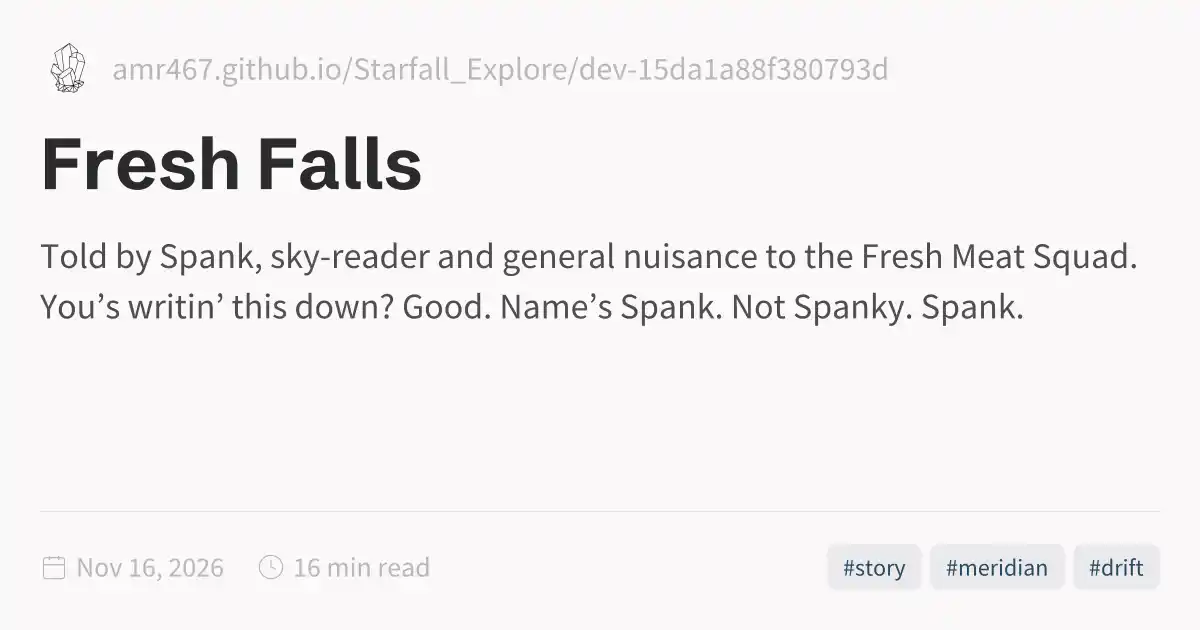 amr467.github.io/Starfall_Explore/dev-15da1a88f380793d
Fresh Falls
Told by Spank, sky-reader and general nuisance to the Fresh Meat Squad.
You’s writin’ this down? Good. Name’s Spank. Not Spanky. Spank.
Nov 16, 2026 16 min read #story #meridian #drift